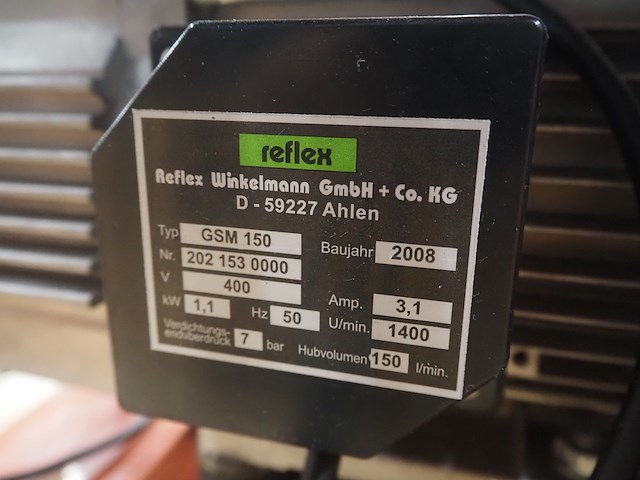 reflex
Reflex Winkelmann GmbH + Co. KG
D - 59227 Ahlen
Typ GSM 150 Baujahr 2008
Nr. 202 153 0000
V 400 Amp. 3,1
kW 1,1 Hz 50 U/min. 1400
Verdichtungs-
endüberdrück 7 bar Hubvolumen 150 l/min.